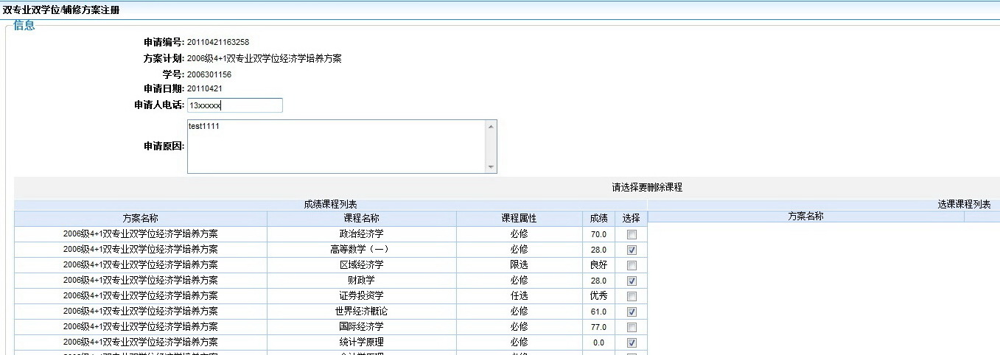 双专业双学位/辅修方案注册
信息
申请编号: 20110421163258
方案计划: 2006级4+1双专业双学位经济学培养方案
学号: 2006301156
申请日期: 20110421
申请人电话: 13xxxxx
申请原因: test1111
请选择要删除课程
成绩课程列表 选课课程列表
方案名称 课程名称 课程属性 成绩 选择 方案名称
2006级4+1双专业双学位经济学培养方案 政治经济学 必修 70.0
2006级4+1双专业双学位经济学培养方案 高等数学（一） 必修 28.0
2006级4+1双专业双学位经济学培养方案 区域经济学 限选 良好
2006级4+1双专业双学位经济学培养方案 财政学 必修 28.0
2006级4+1双专业双学位经济学培养方案 证券投资学 任选 优秀
2006级4+1双专业双学位经济学培养方案 世界经济概论 必修 61.0
2006级4+1双专业双学位经济学培养方案 国际经济学 必修 77.0
2006级4+1双专业双学位经济学培养方案 统计学原理 必修 0.0